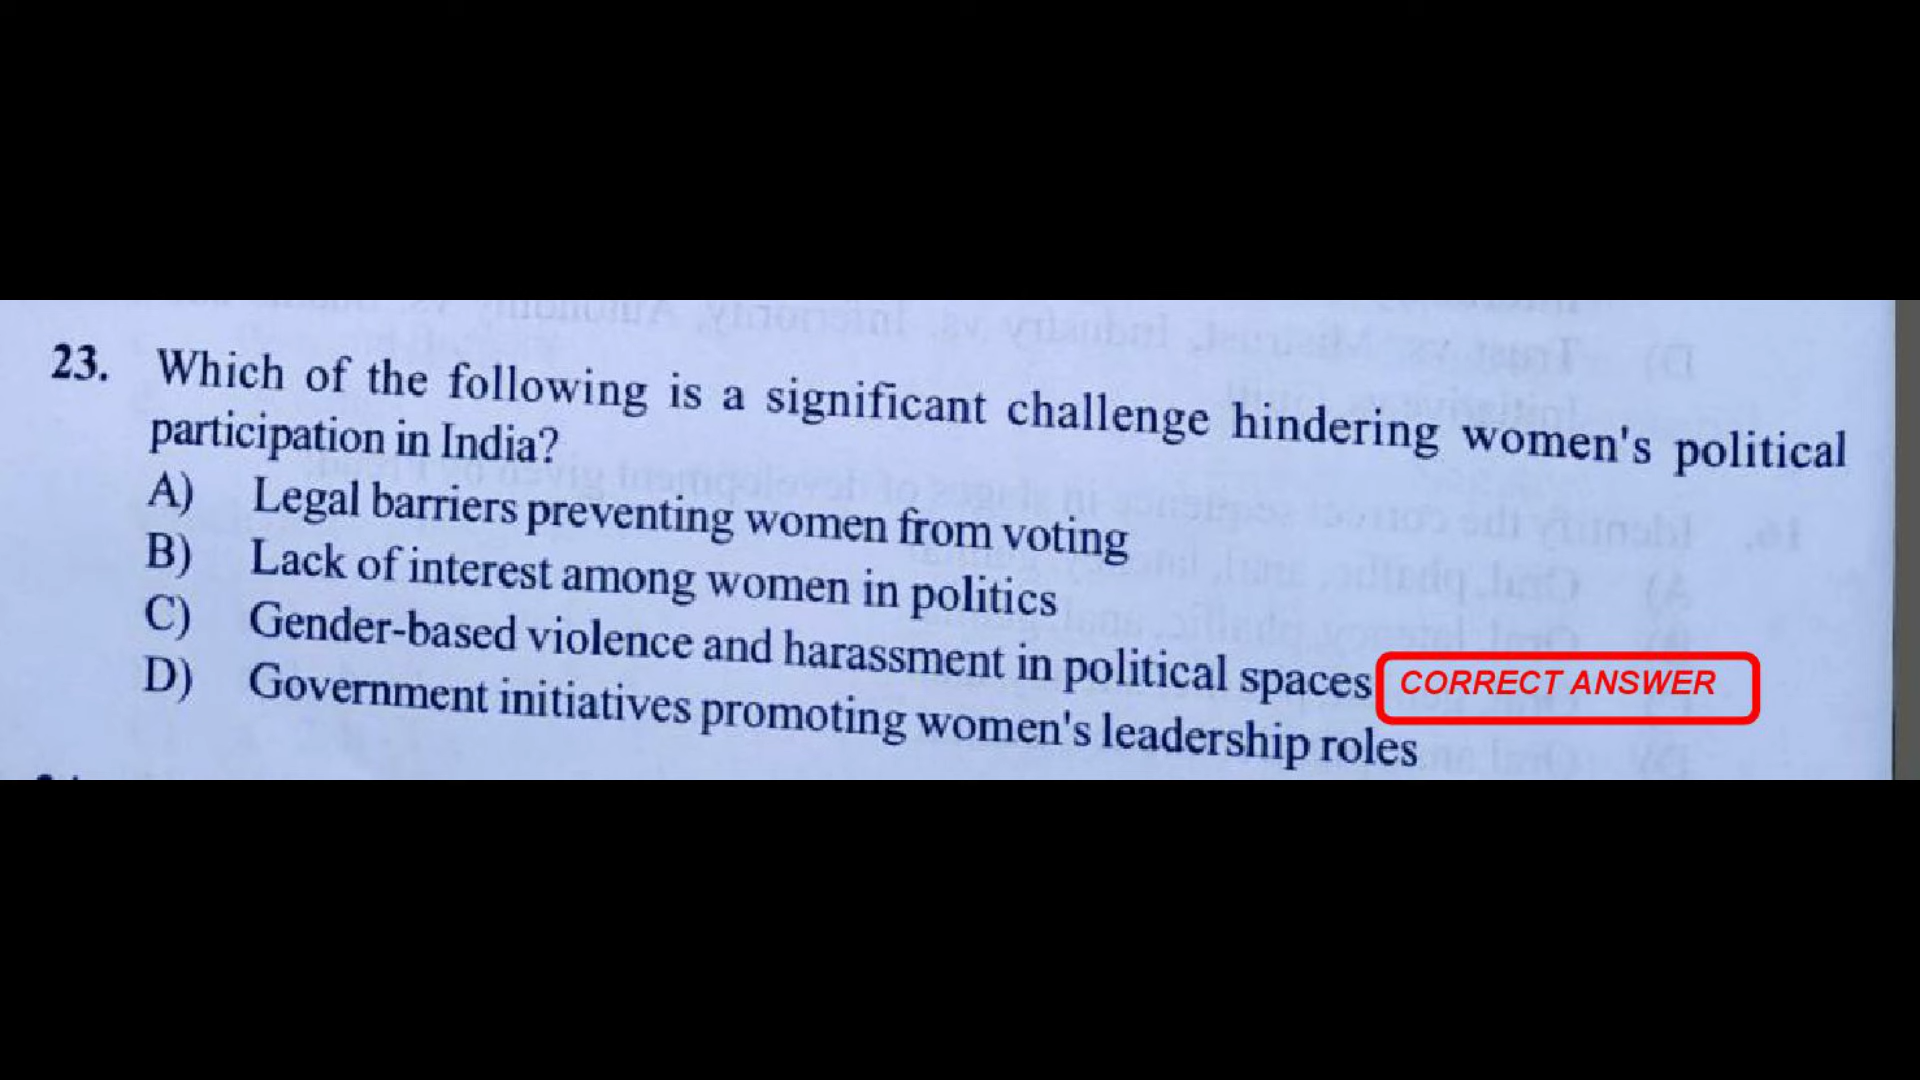 23. Which of the following is a significant challenge hindering women's political
participation in India?
A) Legal barriers preventing women from voting
B) Lack of interest among women in politics
C) Gender-based violence and harassment in political spaces CORRECT ANSWER
D) Government initiatives promoting women's leadership roles